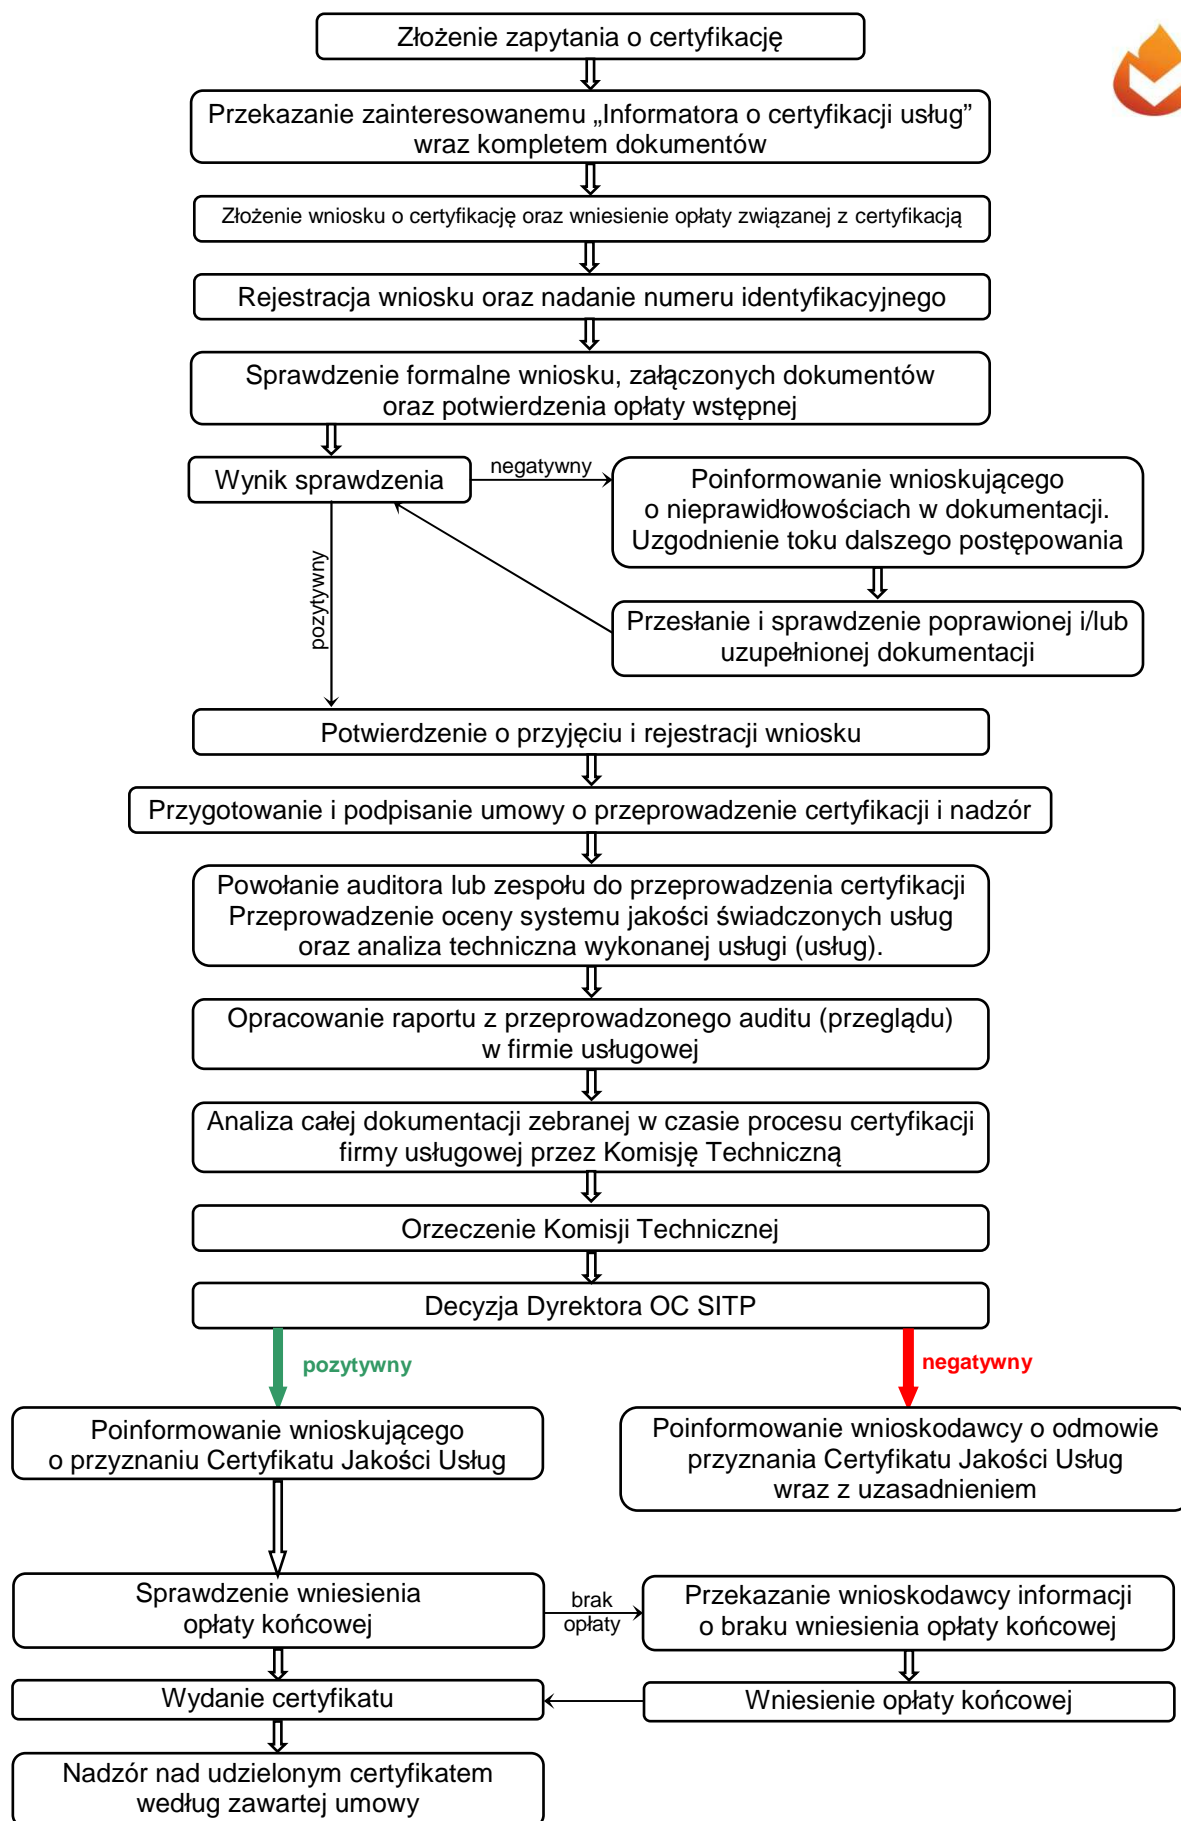 Złożenie zapytania o certyfikację
Przekazanie zainteresowanemu „Informatora o certyfikacji usług”
wraz kompletem dokumentów
Złożenie wniosku o certyfikację oraz wniesienie opłaty związanej z certyfikacją
Rejestracja wniosku oraz nadanie numeru identyfikacyjnego
Sprawdzenie formalne wniosku, załączonych dokumentów
oraz potwierdzenia opłaty wstępnej
Wynik sprawdzenia
negatywny
Poinformowanie wnioskującego
o nieprawidłowościach w dokumentacji.
Uzgodnienie toku dalszego postępowania
pozytywny
Przesłanie i sprawdzenie poprawionej i/lub
uzupełnionej dokumentacji
Potwierdzenie o przyjęciu i rejestracji wniosku
Przygotowanie i podpisanie umowy o przeprowadzenie certyfikacji i nadzór
Powołanie auditora lub zespołu do przeprowadzenia certyfikacji
Przeprowadzenie oceny systemu jakości świadczonych usług
oraz analiza techniczna wykonanej usługi (usług).
Opracowanie raportu z przeprowadzonego auditu (przeglądu)
w firmie usługowej
Analiza całej dokumentacji zebranej w czasie procesu certyfikacji
firmy usługowej przez Komisję Techniczną
Orzeczenie Komisji Technicznej
Decyzja Dyrektora OC SITP
pozytywny
negatywny
Poinformowanie wnioskującego
o przyznaniu Certyfikatu Jakości Usług
Poinformowanie wnioskodawcy o odmowie
przyznania Certyfikatu Jakości Usług
wraz z uzasadnieniem
Sprawdzenie wniesienia
opłaty końcowej
brak
opłaty
Przekazanie wnioskodawcy informacji
o braku wniesienia opłaty końcowej
Wydanie certyfikatu
Wniesienie opłaty końcowej
Nadzór nad udzielonym certyfikatem
według zawartej umowy